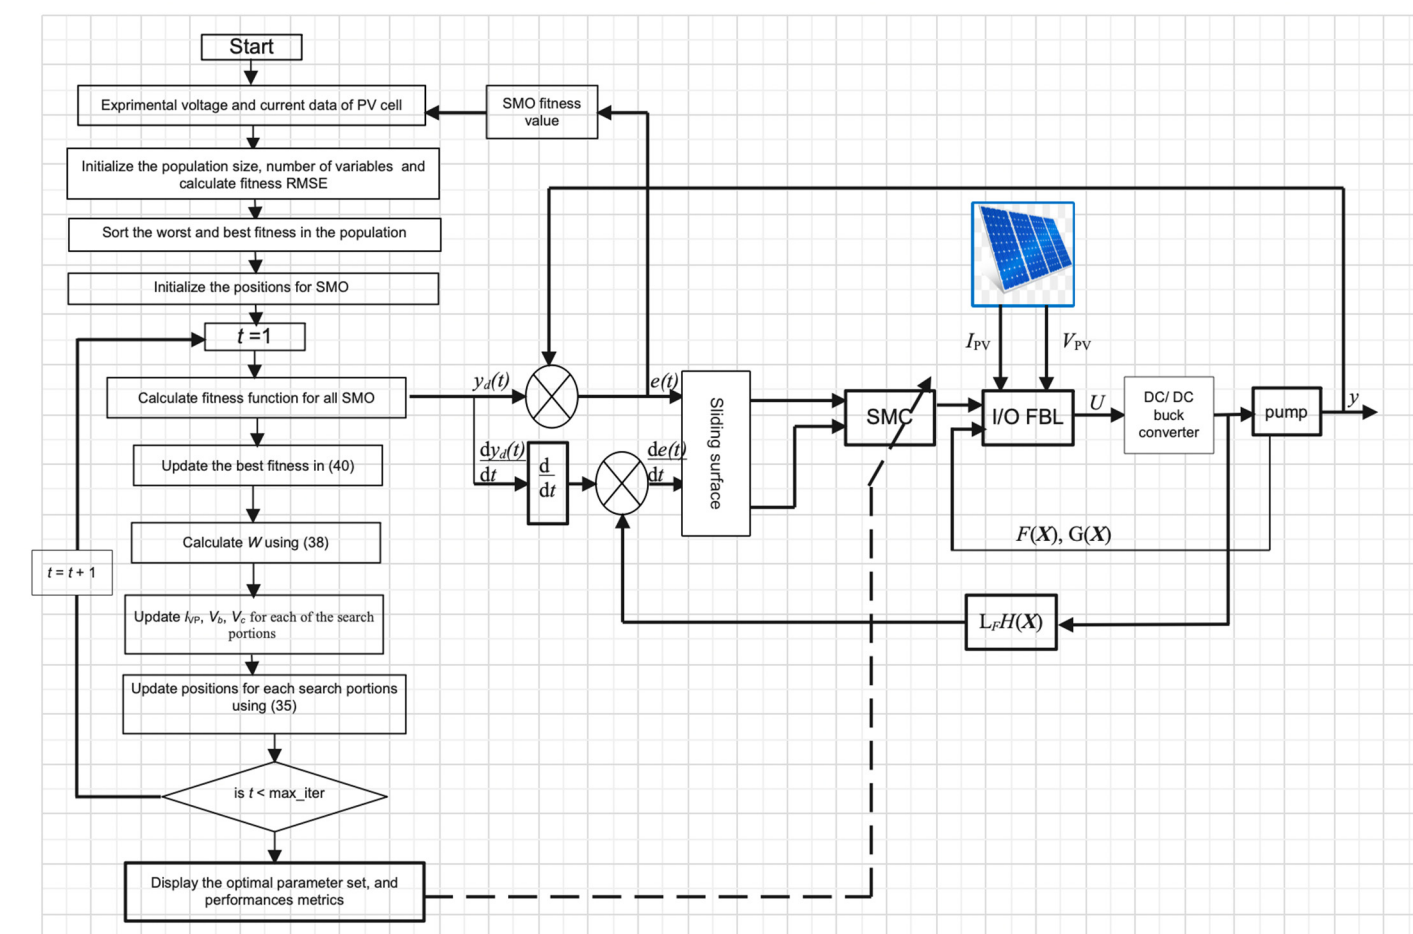 Start
Exprimental voltage and current data of PV cell
SMO fitness
value
Initialize the population size, number of variables and
calculate fitness RMSE
Sort the worst and best fitness in the population
Initialize the positions for SMO
t =1
Calculate fitness function for all SMO
Update the best fitness in (40)
Calculate W using (38)
t = t + 1
Update IVP, Vb, Vc for each of the search
portions
Update positions for each search portions
using (35)
is t < max_iter
Display the optimal parameter set, and
performances metrics
yd(t)
e(t)
dyd(t)
dt
d
dt
de(t)
dt
Sliding surface
SMC
IPV
VPV
I/O FBL
U
DC/ DC
buck
converter
pump
y
F(X), G(X)
LFH(X)